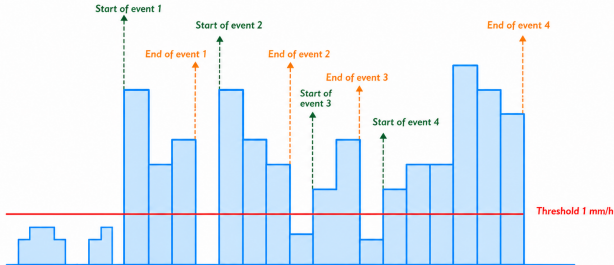 Start of event 1
Start of event 2
End of event 4
End of event 1
End of event 2
End of event 3
Start of
event 3
Start of event 4
Threshold 1 mm/h